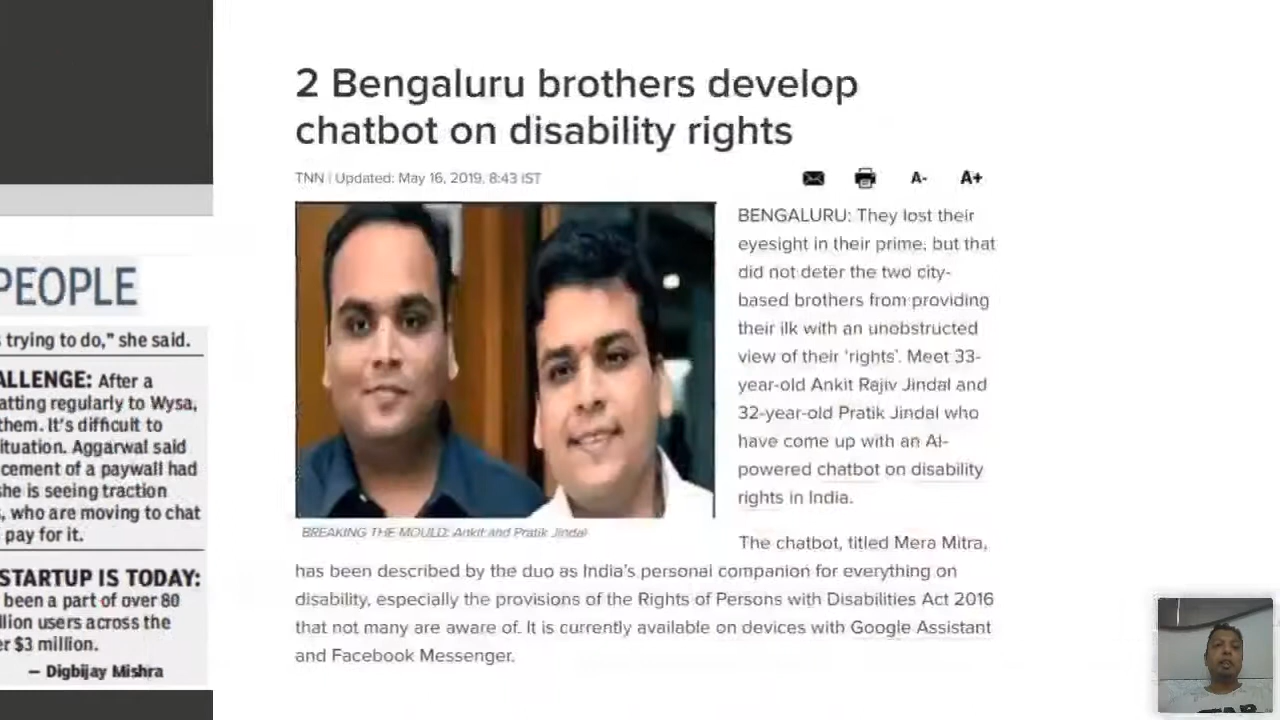 PEOPLE
trying to do,” she said.
ALLENGE: After a
atting regularly to Wysa,
them. It’s difficult to
ituation. Aggarwal said
cement of a paywall had
she is seeing traction
, who are moving to chat
pay for it.
STARTUP IS TODAY:
been a part of over 80
llion users across the
er $3 million.
– Digbijay Mishra
2 Bengaluru brothers develop
chatbot on disability rights
TNN | Updated: May 16, 2019, 8:43 IST
A- A+
BENGALURU: They lost their
eyesight in their prime, but that
did not deter the two city-
based brothers from providing
their ilk with an unobstructed
view of their ‘rights’. Meet 33-
year-old Ankit Rajiv Jindal and
32-year-old Pratik Jindal who
have come up with an AI-
powered chatbot on disability
rights in India.
BREAKING THE MOULD: Ankit and Pratik Jindal
The chatbot, titled Mera Mitra,
has been described by the duo as India’s personal companion for everything on
disability, especially the provisions of the Rights of Persons with Disabilities Act 2016
that not many are aware of. It is currently available on devices with Google Assistant
and Facebook Messenger.